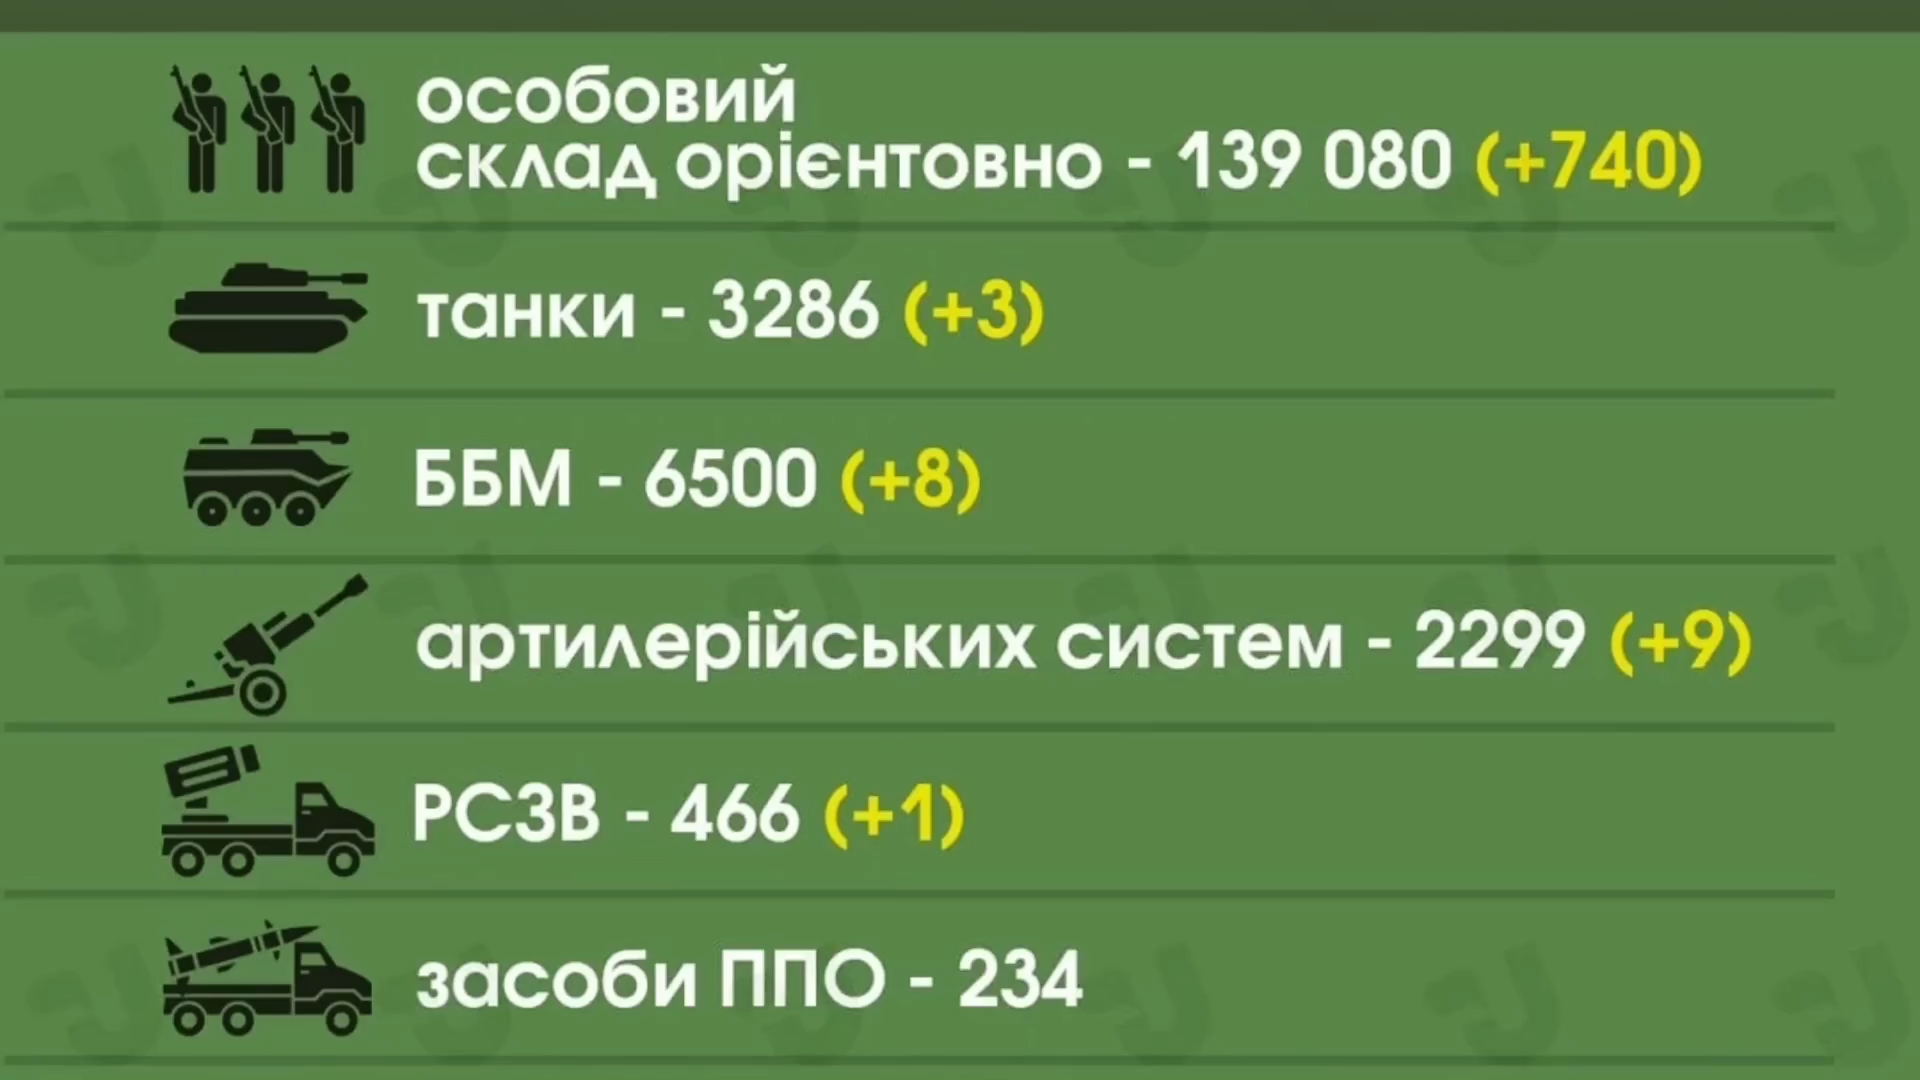 особовий
склад орієнтовно - 139 080 (+740)
танки - 3286 (+3)
ББМ - 6500 (+8)
артилерійських систем - 2299 (+9)
РСЗВ - 466 (+1)
засоби ППО - 234